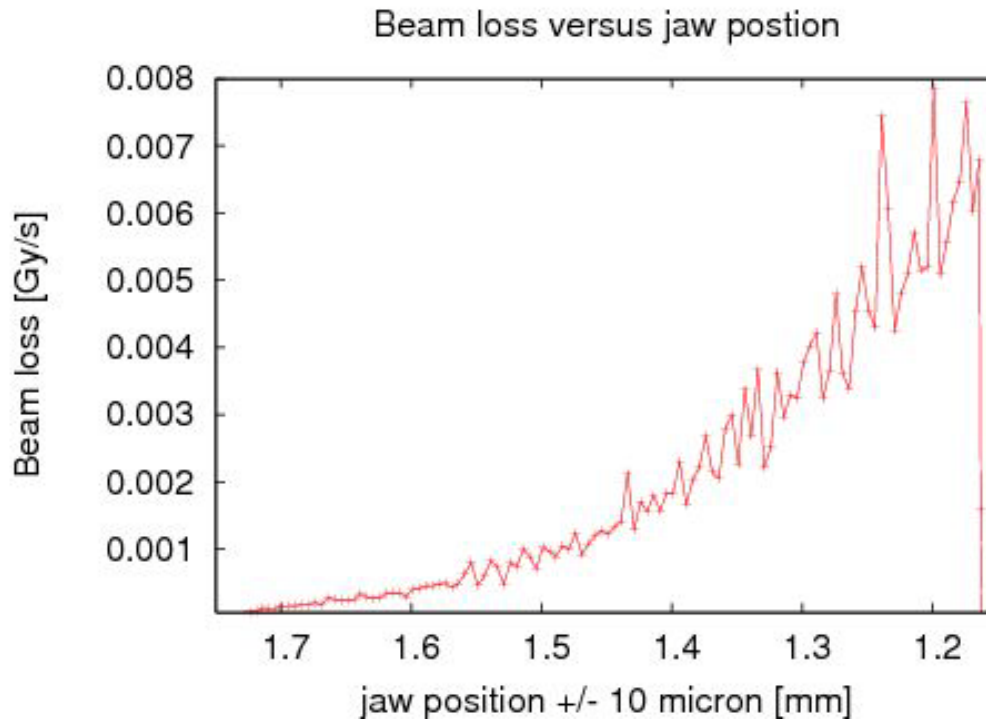 Beam loss versus jaw postion
0.008
0.007
0.006
0.005
0.004
0.003
0.002
0.001
Beam loss [Gy/s]
1.7 1.6 1.5 1.4 1.3 1.2
jaw position +/- 10 micron [mm]